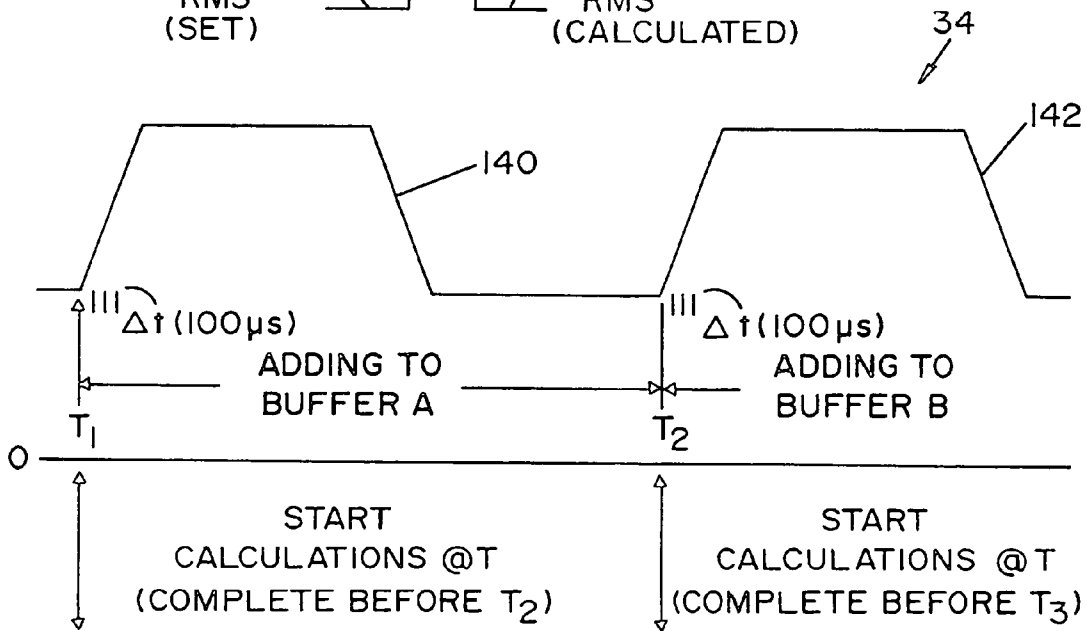 RMS
(SET)
RMS
(CALCULATED)
34
142
140
Δt (100µs)
Δt (100µs)
ADDING TO
BUFFER A
ADDING TO
BUFFER B
T1
T2
0
START
CALCULATIONS @T
(COMPLETE BEFORE T2)
START
CALCULATIONS @T
(COMPLETE BEFORE T3)